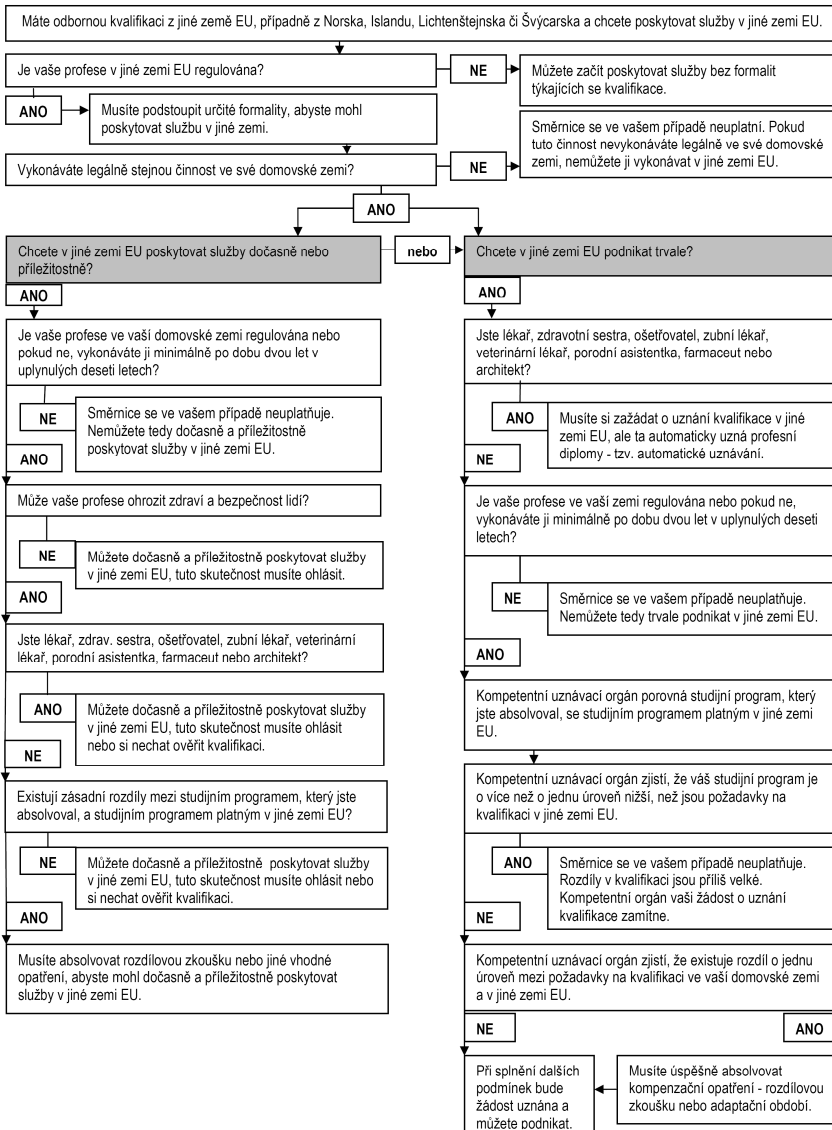 Máte odbornou kvalifikaci z jiné země EU, případně z Norska, Islandu, Lichtenštejnska či Švýcarska a chcete poskytovat služby v jiné zemi EU.
Je vaše profese v jiné zemi EU regulována?
NE
Můžete začít poskytovat služby bez formalit
týkajících se kvalifikace.
ANO
Musíte podstoupit určité formality, abyste mohl
poskytovat službu v jiné zemi.
Vykonáváte legálně stejnou činnost ve své domovské zemi?
NE
Směrnice se ve vašem případě neuplatní. Pokud
tuto činnost nevykonáváte legálně ve své domovské
zemi, nemůžete ji vykonávat v jiné zemi EU.
ANO
Chcete v jiné zemi EU poskytovat služby dočasně nebo
příležitostně?
nebo
Chcete v jiné zemi EU podnikat trvale?
ANO
Je vaše profese ve vaší domovské zemi regulována nebo
pokud ne, vykonáváte ji minimálně po dobu dvou let v
uplynulých deseti letech?
NE
Směrnice se ve vašem případě neuplatňuje.
Nemůžete tedy dočasně a příležitostně
poskytovat služby v jiné zemi EU.
ANO
Může vaše profese ohrozit zdraví a bezpečnost lidí?
NE
Můžete dočasně a příležitostně poskytovat služby
v jiné zemi EU, tuto skutečnost musíte ohlásit.
ANO
Jste lékař, zdrav. sestra, ošetřovatel, zubní lékař, veterinární
lékař, porodní asistentka, farmaceut nebo architekt?
ANO
Můžete dočasně a příležitostně poskytovat služby
v jiné zemi EU, tuto skutečnost musíte ohlásit
nebo si nechat ověřit kvalifikaci.
NE
Existují zásadní rozdíly mezi studijním programem, který jste
absolvoval, a studijním programem platným v jiné zemi EU?
NE
Můžete dočasně a příležitostně poskytovat služby
v jiné zemi EU, tuto skutečnost musíte ohlásit nebo
si nechat ověřit kvalifikaci.
ANO
Musíte absolvovat rozdílovou zkoušku nebo jiné vhodné
opatření, abyste mohl dočasně a příležitostně poskytovat
služby v jiné zemi EU.
ANO
Jste lékař, zdravotní sestra, ošetřovatel, zubní lékař,
veterinární lékař, porodní asistentka, farmaceut nebo
architekt?
ANO
Musíte si zažádat o uznání kvalifikace v jiné
zemi EU, ale ta automaticky uzná profesní
diplomy - tzv. automatické uznávání.
NE
Je vaše profese ve vaší zemi regulována nebo pokud ne,
vykonáváte ji minimálně po dobu dvou let v uplynulých deseti
letech?
NE
Směrnice se ve vašem případě neuplatňuje.
Nemůžete tedy trvale podnikat v jiné zemi EU.
ANO
Kompetentní uznávací orgán porovná studijní program, který
jste absolvoval, se studijním programem platným v jiné zemi
EU.
Kompetentní uznávací orgán zjistí, že váš studijní program je
o více než o jednu úroveň nižší, než jsou požadavky na
kvalifikaci v jiné zemi EU.
ANO
Směrnice se ve vašem případě neuplatňuje.
Rozdíly v kvalifikaci jsou příliš velké.
Kompetentní orgán vaši žádost o uznání
kvalifikace zamítne.
NE
Kompetentní uznávací orgán zjistí, že existuje rozdíl o jednu
úroveň mezi požadavky na kvalifikaci ve vaší domovské zemi
a v jiné zemi EU.
NE
ANO
Při splnění dalších
podmínek bude
žádost uznána a
můžete podnikat.
Musíte úspěšně absolvovat
kompenzační opatření - rozdílovou
zkoušku nebo adaptační období.